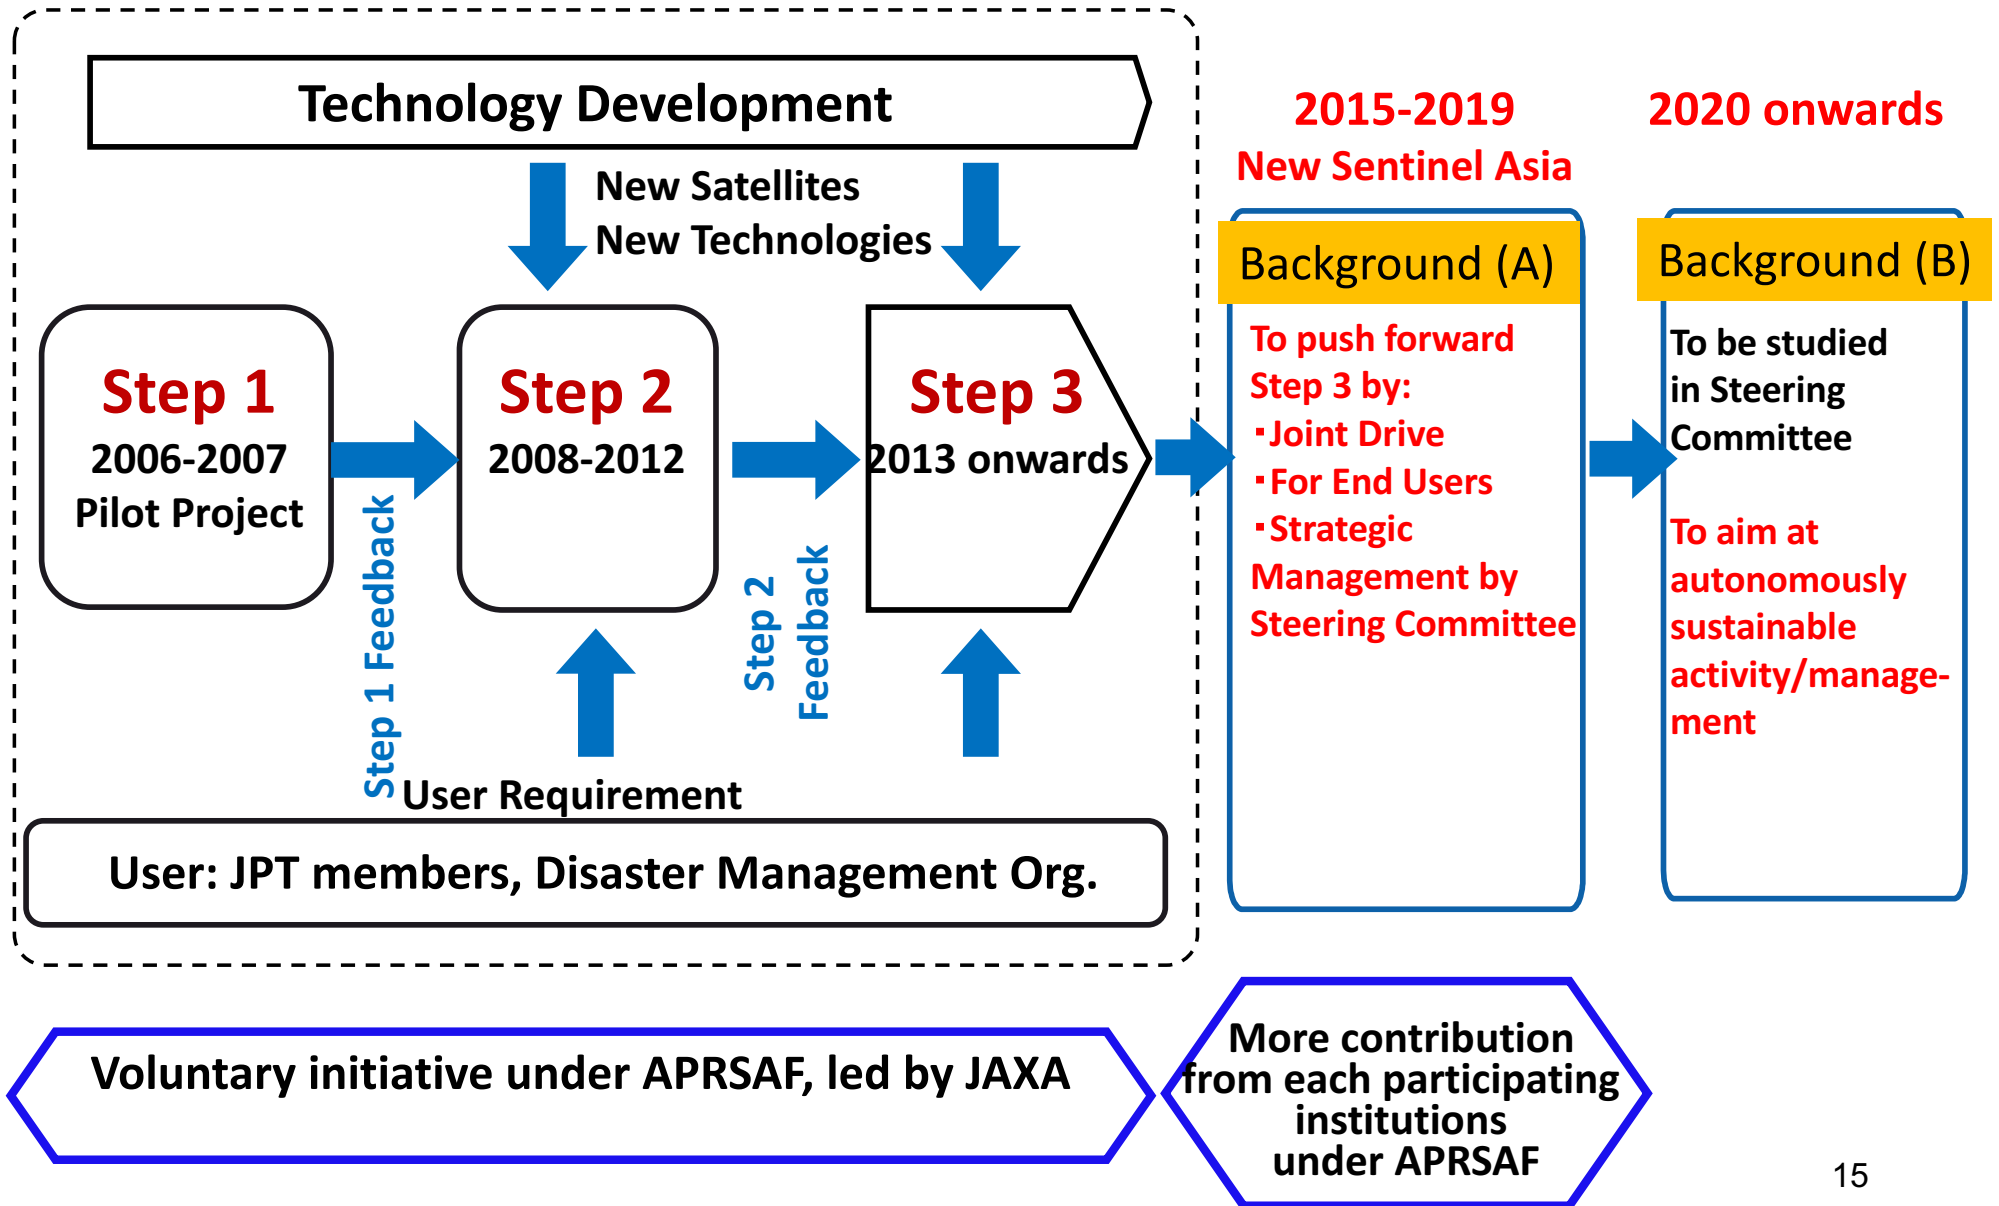 Technology Development
New Satellites
New Technologies
Step 1
2006-2007
Pilot Project
Step 1 Feedback
Step 2
2008-2012
Step 2
Feedback
Step 3
2013 onwards
User Requirement
User: JPT members, Disaster Management Org.
2015-2019
New Sentinel Asia
Background (A)
To push forward
Step 3 by:
・Joint Drive
・For End Users
・Strategic
Management by
Steering Committee
2020 onwards
Background (B)
To be studied
in Steering
Committee
To aim at
autonomously
sustainable
activity/manage-
ment
Voluntary initiative under APRSAF, led by JAXA
More contribution
from each participating
institutions
under APRSAF
15